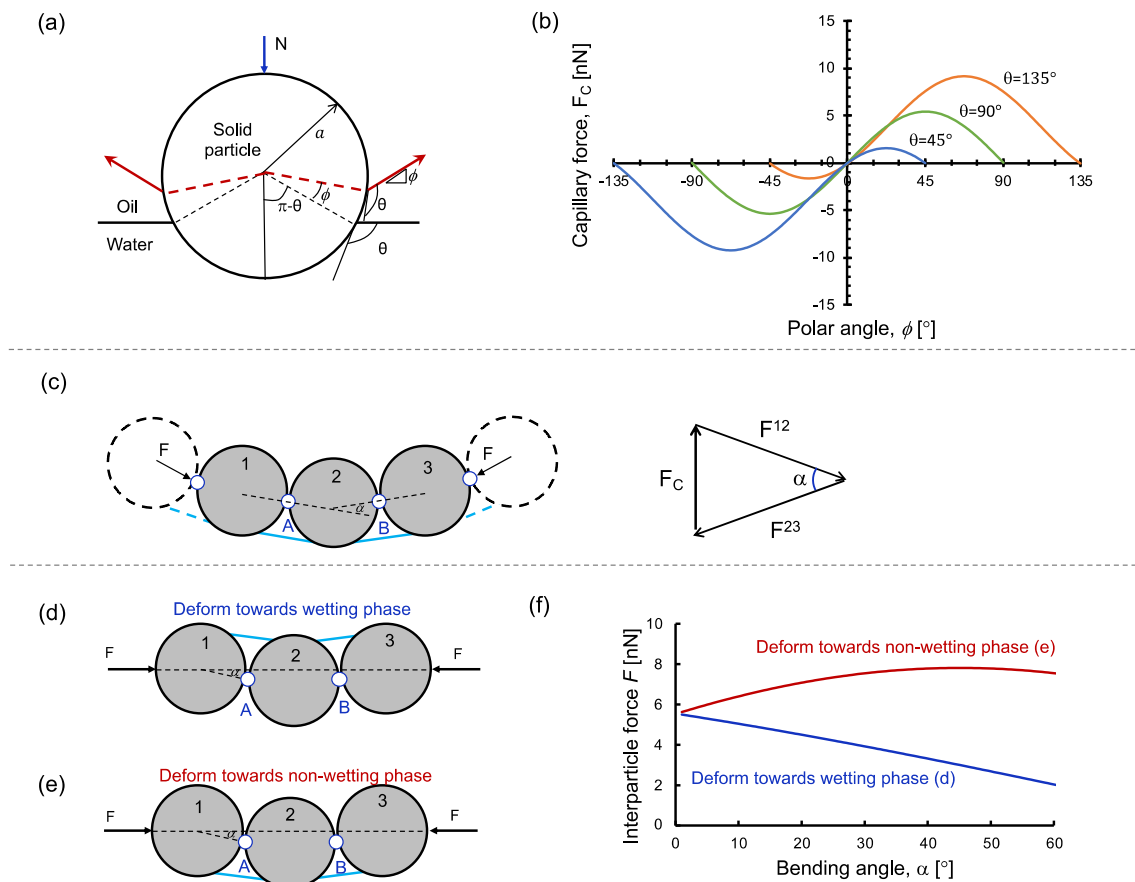 (a)
N
Solid
particle
a
ϕ
π-θ
ϕ
θ
θ
Oil
Water
(b)
Capillary force, F_C [nN]
15
10
5
0
-5
-10
-15
-135
-90
-45
0
45
90
135
θ=135°
θ=90°
θ=45°
Polar angle, ϕ [°]
(c)
F
1
2
3
F
A
α
B
F_C
F¹²
α
F²³
(d)
Deform towards wetting phase
F
1
2
3
F
α
A
B
(e)
Deform towards non-wetting phase
F
1
2
3
F
α
A
B
(f)
Interparticle force F [nN]
10
8
6
4
2
0
0
10
20
30
40
50
60
Deform towards non-wetting phase (e)
Deform towards wetting phase (d)
Bending angle, α [°]